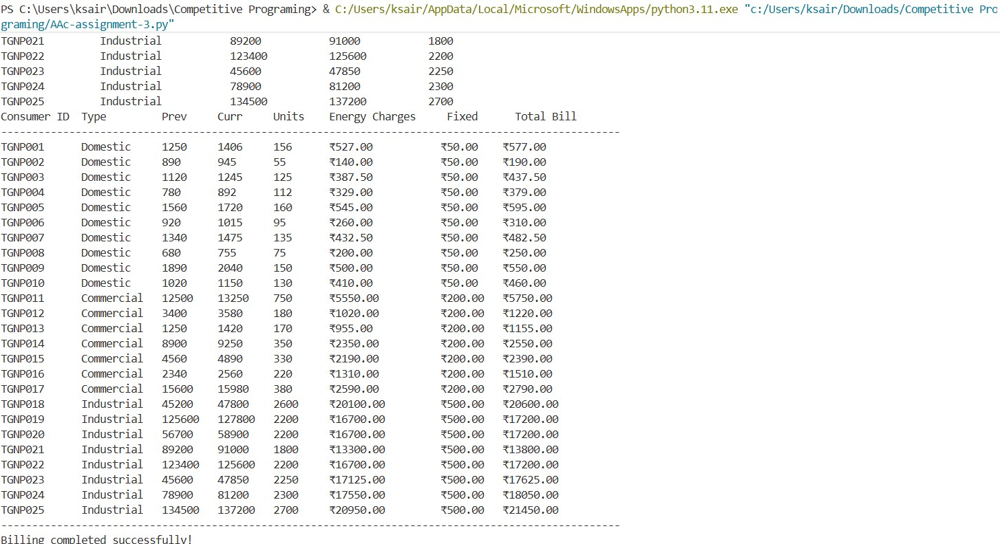 PS C:\Users\ksair\Downloads\Competitive Programing> & C:/Users/ksair/AppData/Local/Microsoft/WindowsApps/python3.11.exe "c:/Users/ksair/Downloads/Competitive Pro
graming/AAc-assignment-3.py"
TGNP021 Industrial 89200 91000 1800
TGNP022 Industrial 123400 125600 2200
TGNP023 Industrial 45600 47850 2250
TGNP024 Industrial 78900 81200 2300
TGNP025 Industrial 134500 137200 2700
Consumer ID Type Prev Curr Units Energy Charges Fixed Total Bill
----------------------------------------------------------------------------------------------------
TGNP001 Domestic 1250 1406 156 ₹527.00 ₹50.00 ₹577.00
TGNP002 Domestic 890 945 55 ₹140.00 ₹50.00 ₹190.00
TGNP003 Domestic 1120 1245 125 ₹387.50 ₹50.00 ₹437.50
TGNP004 Domestic 780 892 112 ₹329.00 ₹50.00 ₹379.00
TGNP005 Domestic 1560 1720 160 ₹545.00 ₹50.00 ₹595.00
TGNP006 Domestic 920 1015 95 ₹260.00 ₹50.00 ₹310.00
TGNP007 Domestic 1340 1475 135 ₹432.50 ₹50.00 ₹482.50
TGNP008 Domestic 680 755 75 ₹200.00 ₹50.00 ₹250.00
TGNP009 Domestic 1890 2040 150 ₹500.00 ₹50.00 ₹550.00
TGNP010 Domestic 1020 1150 130 ₹410.00 ₹50.00 ₹460.00
TGNP011 Commercial 12500 13250 750 ₹5550.00 ₹200.00 ₹5750.00
TGNP012 Commercial 3400 3580 180 ₹1020.00 ₹200.00 ₹1220.00
TGNP013 Commercial 1250 1420 170 ₹955.00 ₹200.00 ₹1155.00
TGNP014 Commercial 8900 9250 350 ₹2350.00 ₹200.00 ₹2550.00
TGNP015 Commercial 4560 4890 330 ₹2190.00 ₹200.00 ₹2390.00
TGNP016 Commercial 2340 2560 220 ₹1310.00 ₹200.00 ₹1510.00
TGNP017 Commercial 15600 15980 380 ₹2590.00 ₹200.00 ₹2790.00
TGNP018 Industrial 45200 47800 2600 ₹20100.00 ₹500.00 ₹20600.00
TGNP019 Industrial 125600 127800 2200 ₹16700.00 ₹500.00 ₹17200.00
TGNP020 Industrial 56700 58900 2200 ₹16700.00 ₹500.00 ₹17200.00
TGNP021 Industrial 89200 91000 1800 ₹13300.00 ₹500.00 ₹13800.00
TGNP022 Industrial 123400 125600 2200 ₹16700.00 ₹500.00 ₹17200.00
TGNP023 Industrial 45600 47850 2250 ₹17125.00 ₹500.00 ₹17625.00
TGNP024 Industrial 78900 81200 2300 ₹17550.00 ₹500.00 ₹18050.00
TGNP025 Industrial 134500 137200 2700 ₹20950.00 ₹500.00 ₹21450.00
----------------------------------------------------------------------------------------------------
Billing completed successfully!